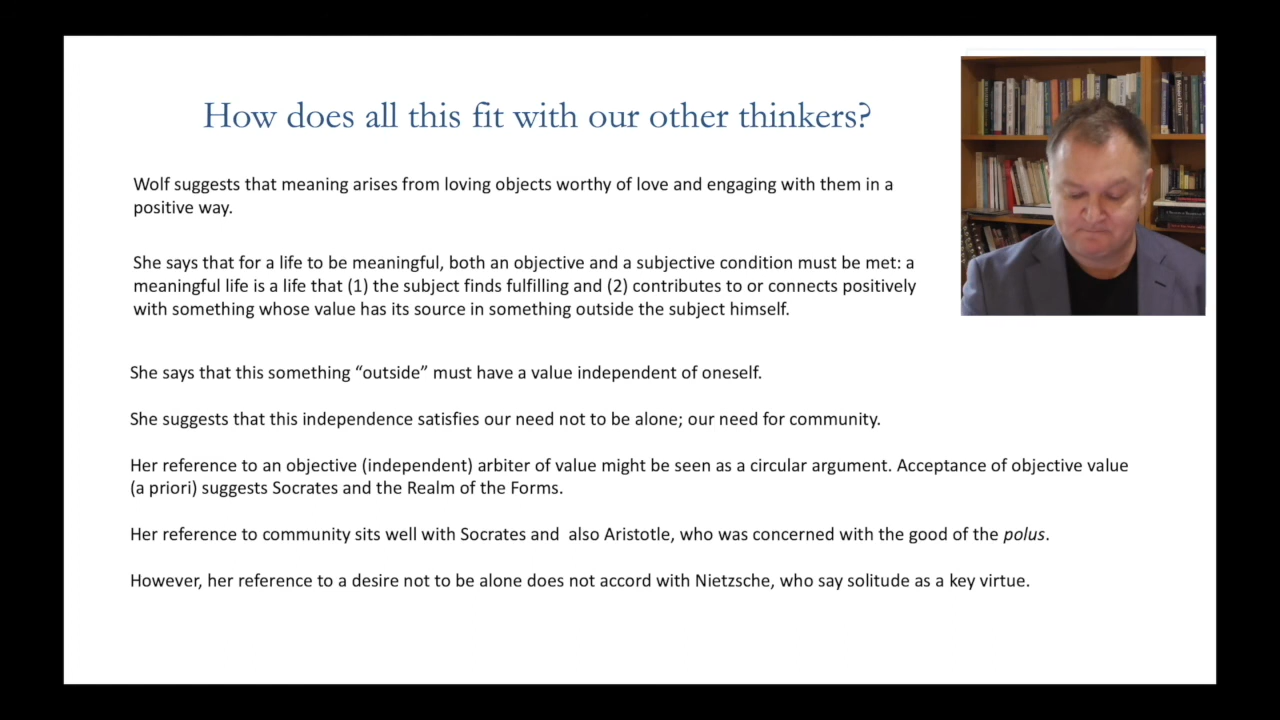 How does all this fit with our other thinkers?
Wolf suggests that meaning arises from loving objects worthy of love and engaging with them in a
positive way.
She says that for a life to be meaningful, both an objective and a subjective condition must be met: a
meaningful life is a life that (1) the subject finds fulfilling and (2) contributes to or connects positively
with something whose value has its source in something outside the subject himself.
She says that this something “outside” must have a value independent of oneself.
She suggests that this independence satisfies our need not to be alone; our need for community.
Her reference to an objective (independent) arbiter of value might be seen as a circular argument. Acceptance of objective value
(a priori) suggests Socrates and the Realm of the Forms.
Her reference to community sits well with Socrates and  also Aristotle, who was concerned with the good of the polus.
However, her reference to a desire not to be alone does not accord with Nietzsche, who say solitude as a key virtue.